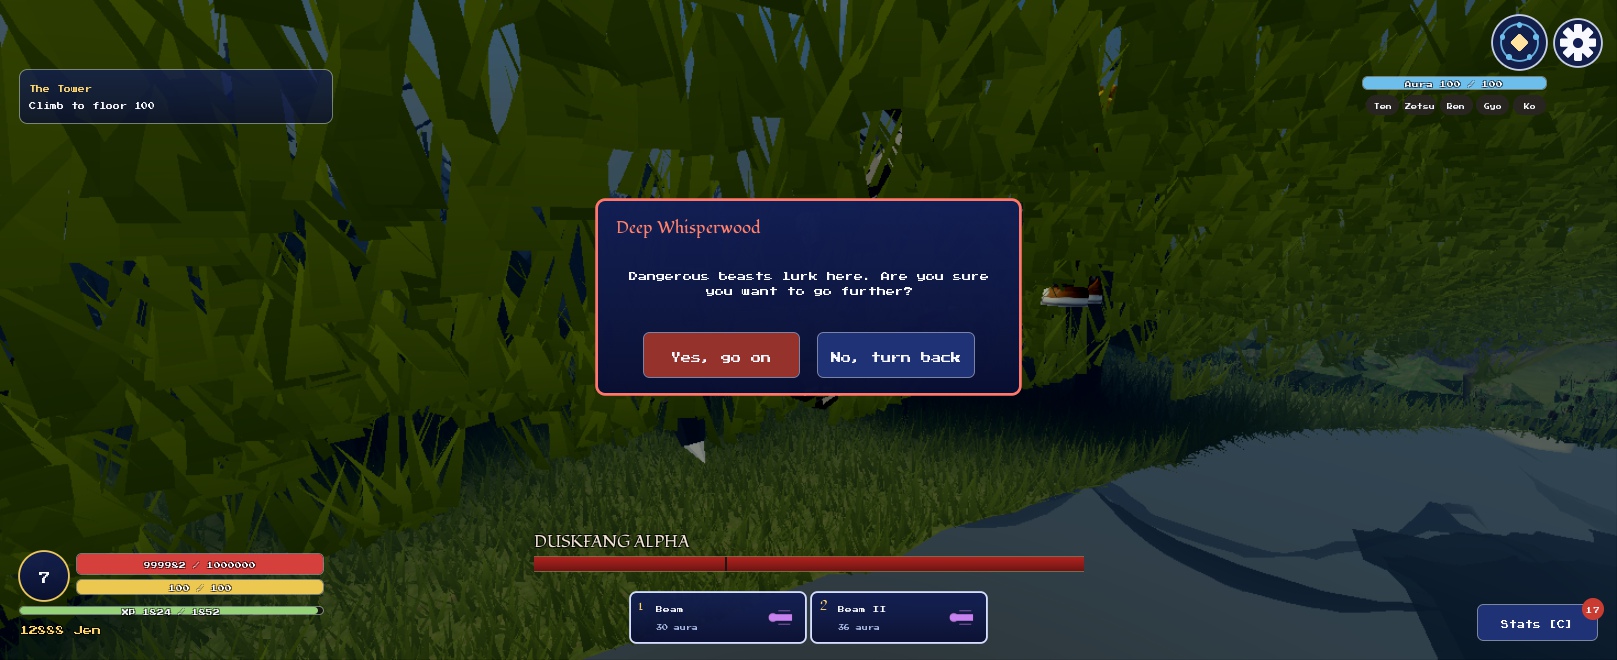 The Tower
Climb to floor 100
Aura 100 / 100
Ten Zetsu Ren Gyo Ko
Deep Whisperwood
Dangerous beasts lurk here. Are you sure
you want to go further?
Yes, go on
No, turn back
DUSKFANG ALPHA
7
999982 / 1000000
100 / 100
XP 1824 / 1852
12888 Jen
1 Beam
30 aura
2 Beam II
36 aura
17
Stats [C]